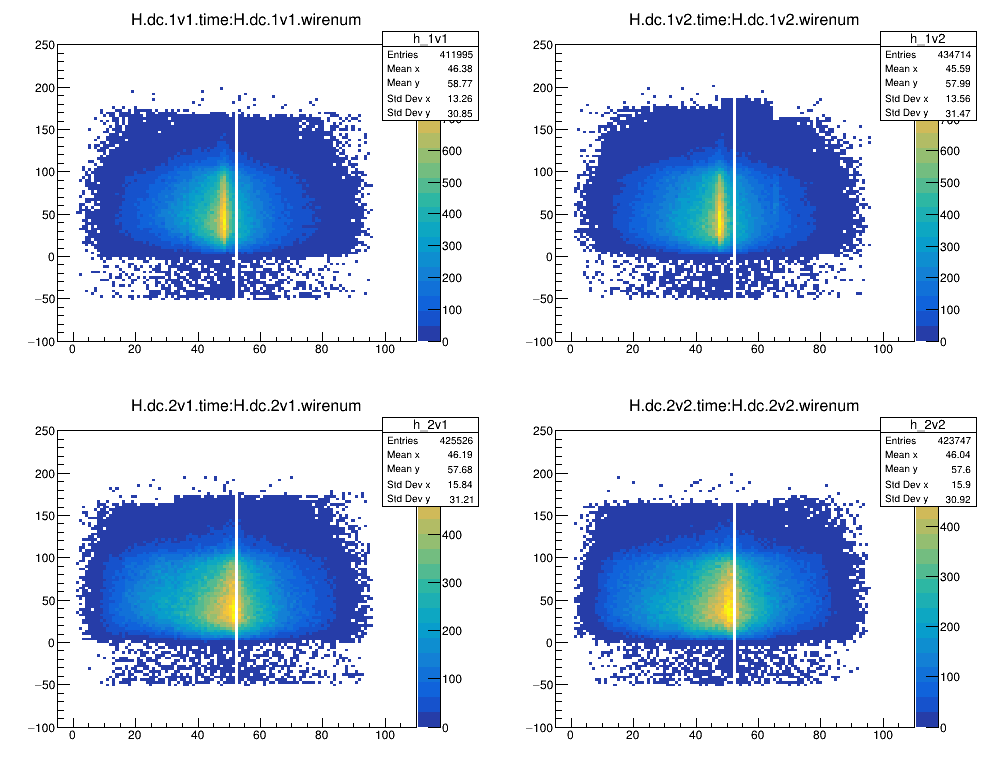 H.dc.1v1.time:H.dc.1v1.wirenum
h_1v1
Entries 411995
Mean x 46.38
Mean y 58.77
Std Dev x 13.26
Std Dev y 30.85
250
200
150
100
50
0
−50
−100
0 20 40 60 80 100
600
500
400
300
200
100
0
H.dc.1v2.time:H.dc.1v2.wirenum
h_1v2
Entries 434714
Mean x 45.59
Mean y 57.99
Std Dev x 13.56
Std Dev y 31.47
250
200
150
100
50
0
−50
−100
0 20 40 60 80 100
600
500
400
300
200
100
0
H.dc.2v1.time:H.dc.2v1.wirenum
h_2v1
Entries 425526
Mean x 46.19
Mean y 57.68
Std Dev x 15.84
Std Dev y 31.21
250
200
150
100
50
0
−50
−100
0 20 40 60 80 100
400
300
200
100
0
H.dc.2v2.time:H.dc.2v2.wirenum
h_2v2
Entries 423747
Mean x 46.04
Mean y 57.6
Std Dev x 15.9
Std Dev y 30.92
250
200
150
100
50
0
−50
−100
0 20 40 60 80 100
400
300
200
100
0